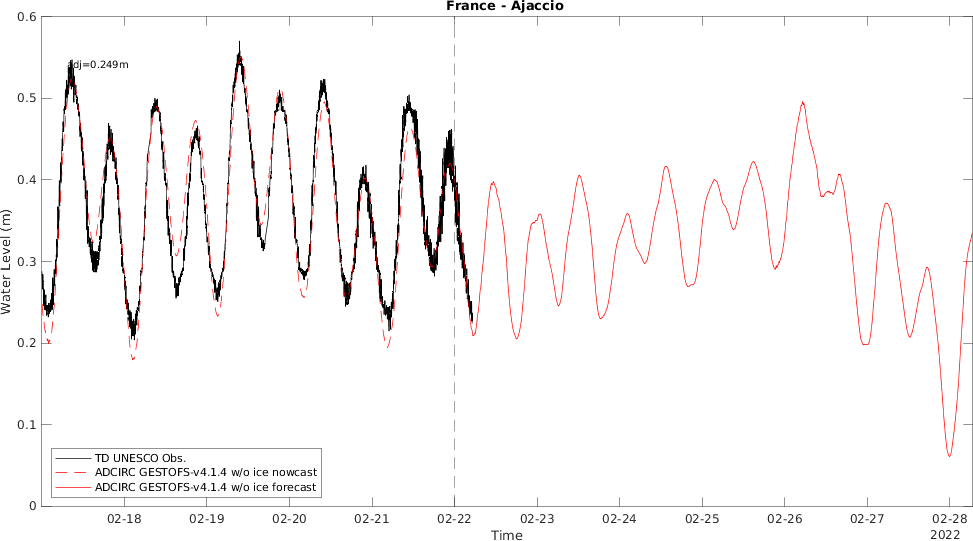 France - Ajaccio
0.6
adj=0.249m
0.5
0.4
0.3
0.2
0.1
0
Water Level (m)
TD UNESCO Obs.
ADCIRC GESTOFS-v4.1.4 w/o ice nowcast
ADCIRC GESTOFS-v4.1.4 w/o ice forecast
02-18 02-19 02-20 02-21 02-22 02-23 02-24 02-25 02-26 02-27 02-28
2022
Time